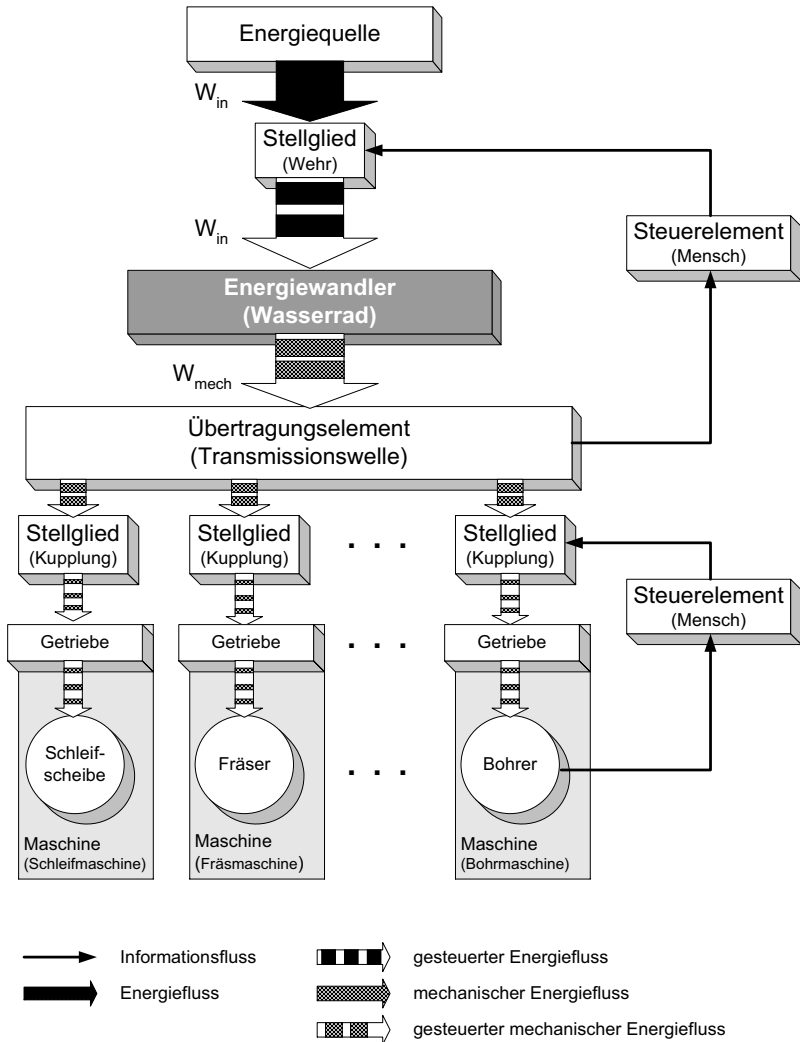 Energiequelle
W_in
Stellglied
(Wehr)
W_in
Steuerelement
(Mensch)
Energiewandler
(Wasserrad)
W_mech
Übertragungselement
(Transmissionswelle)
Stellglied
(Kupplung)
Stellglied
(Kupplung)
. . .
Stellglied
(Kupplung)
Steuerelement
(Mensch)
Getriebe
Getriebe
. . .
Getriebe
Schleif-
scheibe
Fräser
. . .
Bohrer
Maschine
(Schleifmaschine)
Maschine
(Fräsmaschine)
Maschine
(Bohrmaschine)
Informationsfluss
Energiefluss
gesteuerter Energiefluss
mechanischer Energiefluss
gesteuerter mechanischer Energiefluss